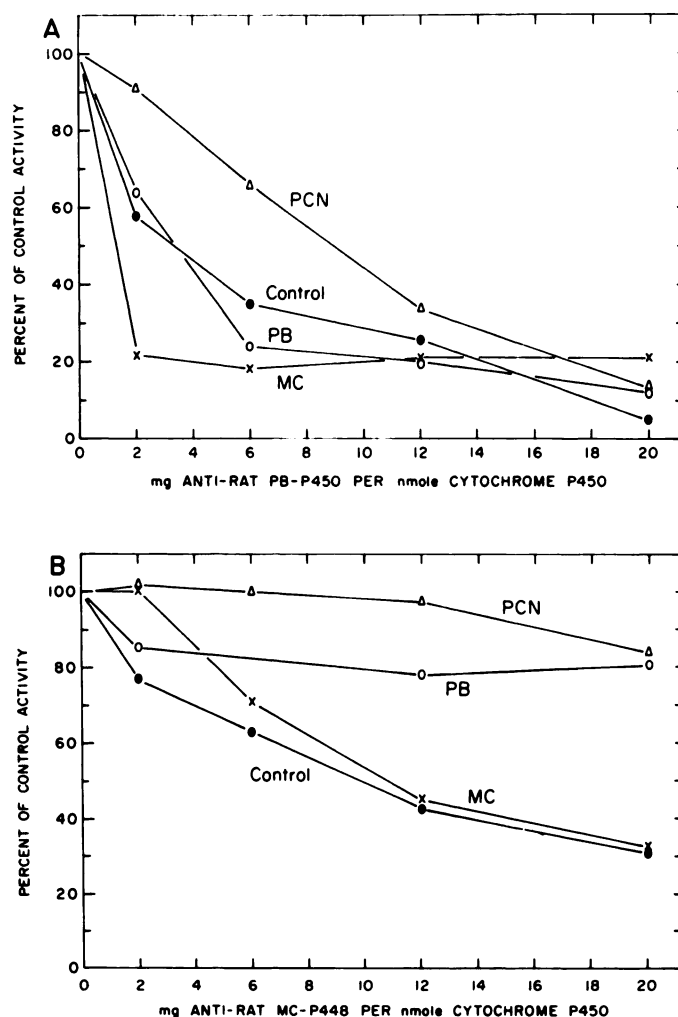 A
PERCENT OF CONTROL ACTIVITY
100
80
60
40
20
0
PCN
Control
PB
MC
0 2 4 6 8 10 12 14 16 18 20
mg ANTI-RAT PB-P450 PER nmole CYTOCHROME P450
B
PERCENT OF CONTROL ACTIVITY
100
80
60
40
20
0
PCN
PB
Control
MC
0 2 4 6 8 10 12 14 16 18 20
mg ANTI-RAT MC-P448 PER nmole CYTOCHROME P450